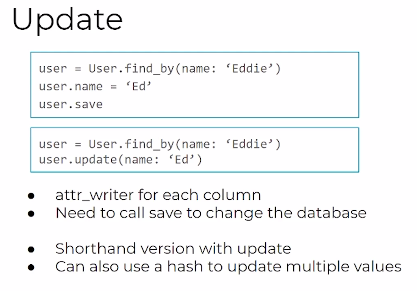 Update
user = User.find_by(name: ‘Eddie’)
user.name = ‘Ed’
user.save
user = User.find_by(name: ‘Eddie’)
user.update(name: ‘Ed’)
● attr_writer for each column
● Need to call save to change the database
● Shorthand version with update
● Can also use a hash to update multiple values